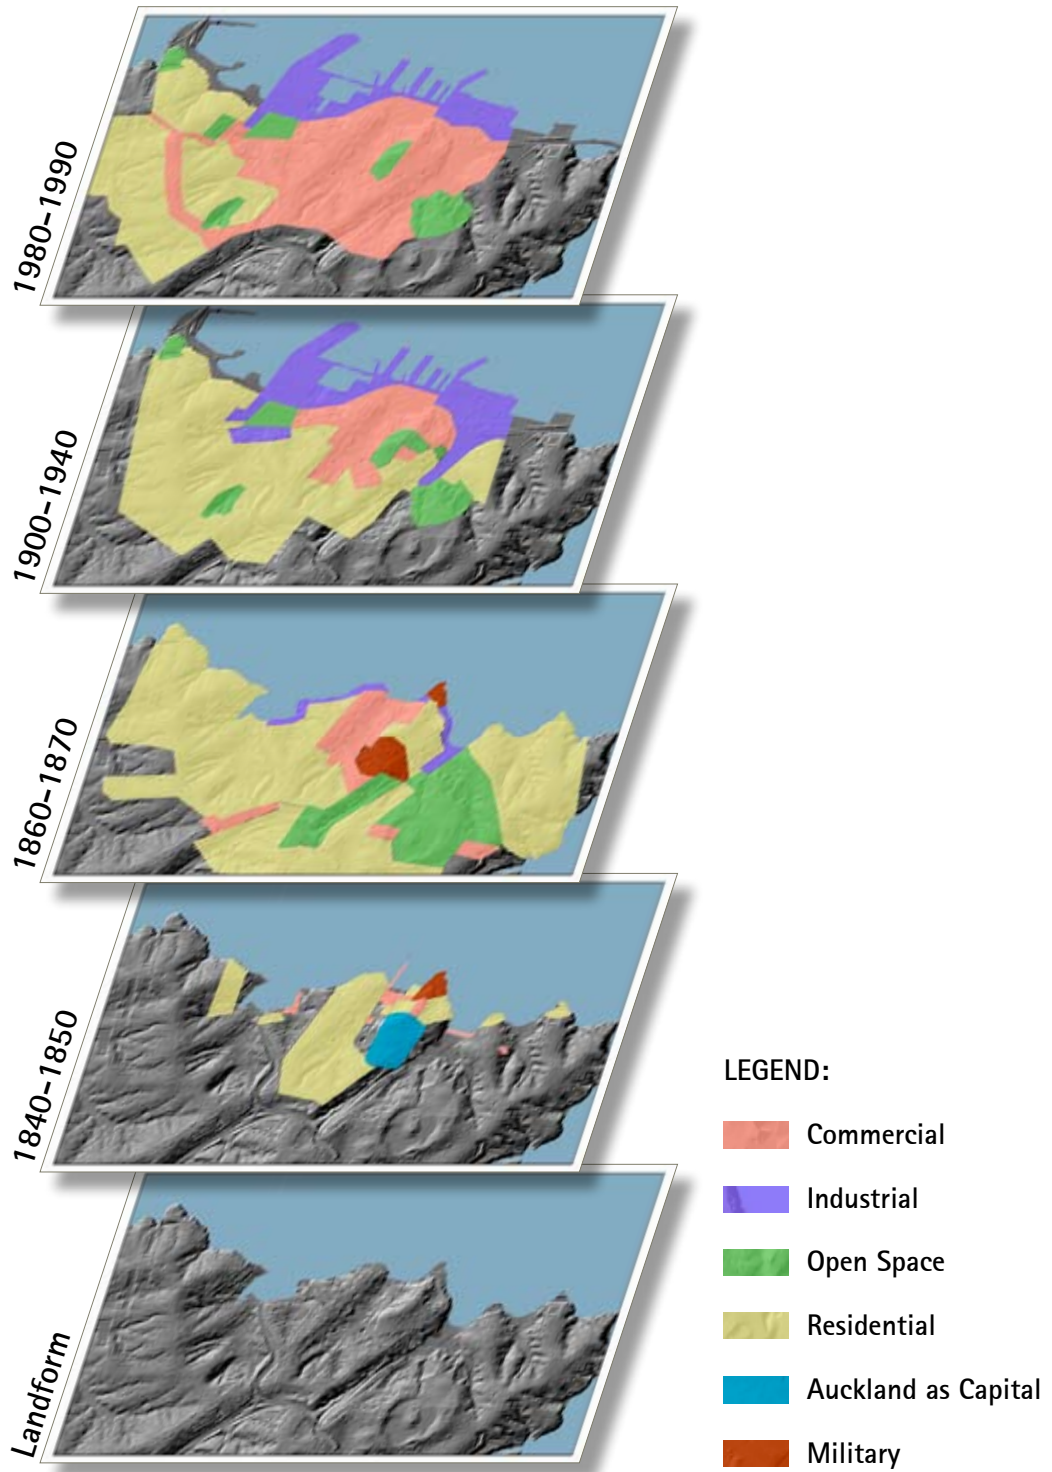 1980–1990
1900–1940
1860–1870
1840–1850
Landform
LEGEND:
Commercial
Industrial
Open Space
Residential
Auckland as Capital
Military